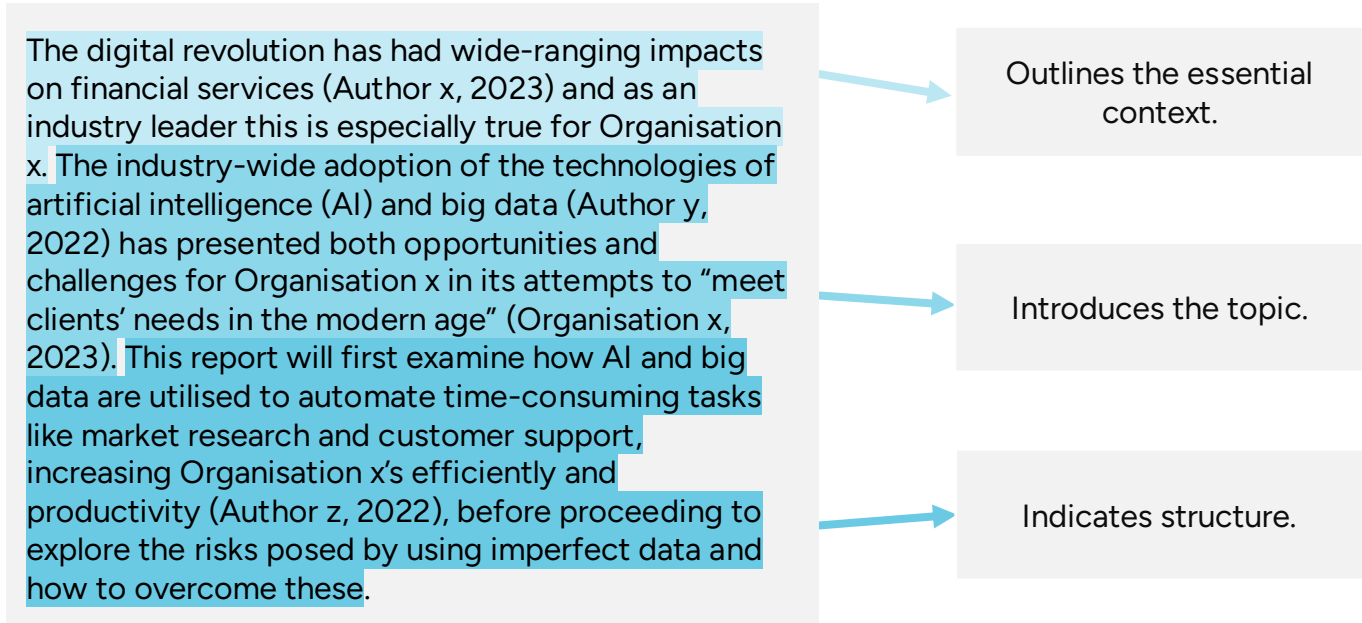 The digital revolution has had wide-ranging impacts
on financial services (Author x, 2023) and as an
industry leader this is especially true for Organisation
x. The industry-wide adoption of the technologies of
artificial intelligence (AI) and big data (Author y,
2022) has presented both opportunities and
challenges for Organisation x in its attempts to “meet
clients’ needs in the modern age” (Organisation x,
2023). This report will first examine how AI and big
data are utilised to automate time-consuming tasks
like market research and customer support,
increasing Organisation x’s efficiently and
productivity (Author z, 2022), before proceeding to
explore the risks posed by using imperfect data and
how to overcome these.
Outlines the essential
context.
Introduces the topic.
Indicates structure.